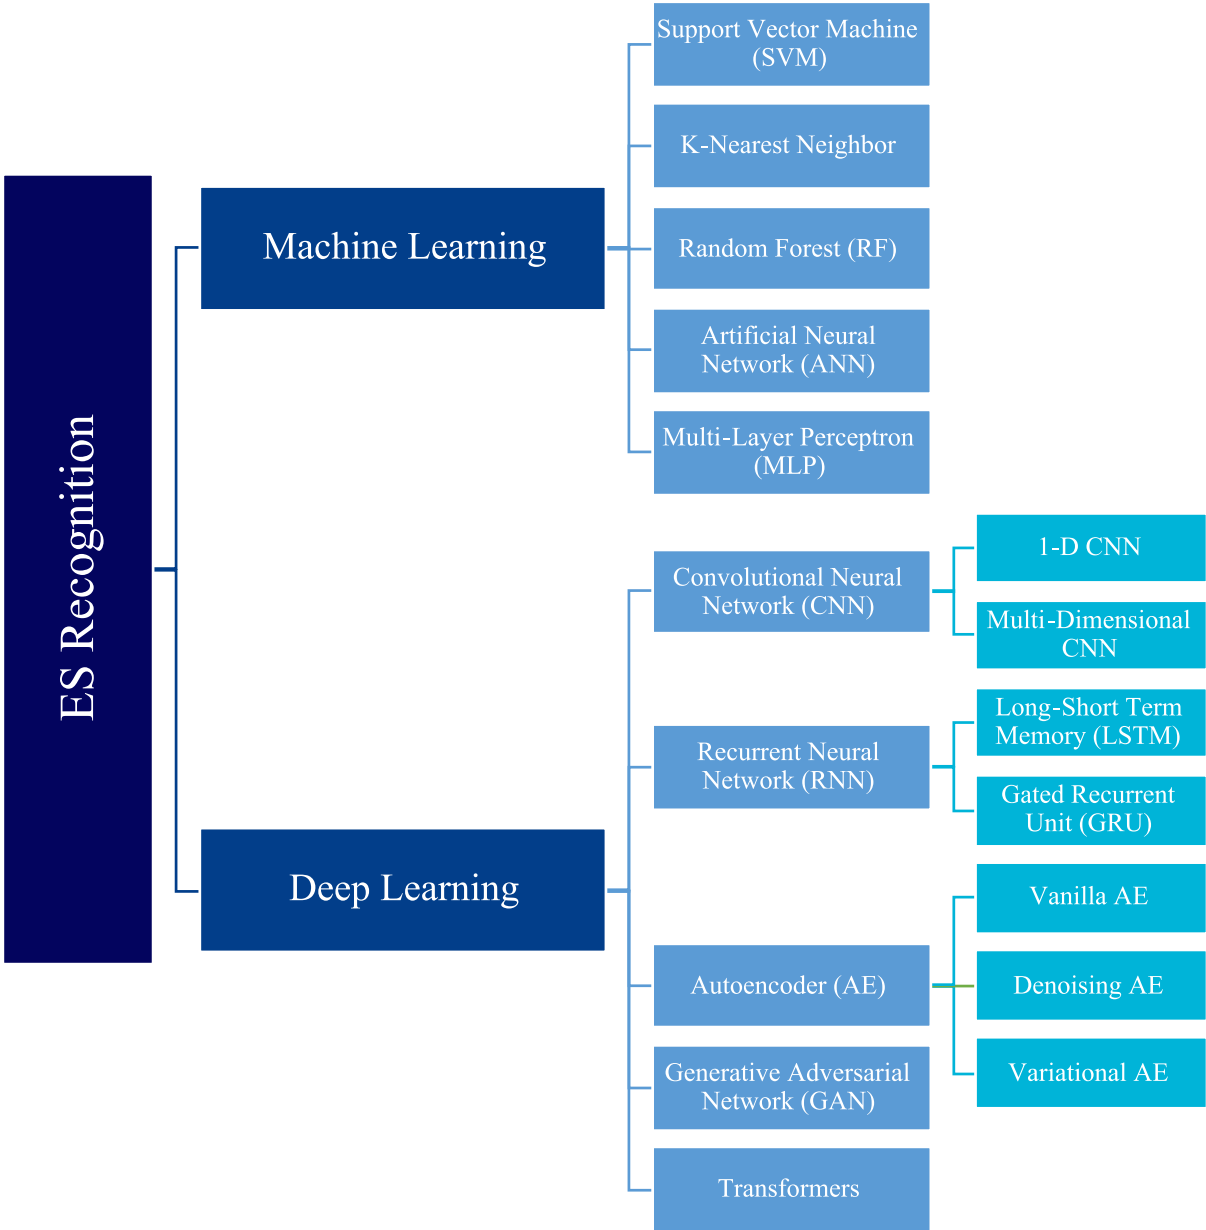 ES Recognition
Machine Learning
Support Vector Machine
(SVM)
K-Nearest Neighbor
Random Forest (RF)
Artificial Neural
Network (ANN)
Multi-Layer Perceptron
(MLP)
Deep Learning
Convolutional Neural
Network (CNN)
1-D CNN
Multi-Dimensional
CNN
Recurrent Neural
Network (RNN)
Long-Short Term
Memory (LSTM)
Gated Recurrent
Unit (GRU)
Autoencoder (AE)
Vanilla AE
Denoising AE
Variational AE
Generative Adversarial
Network (GAN)
Transformers